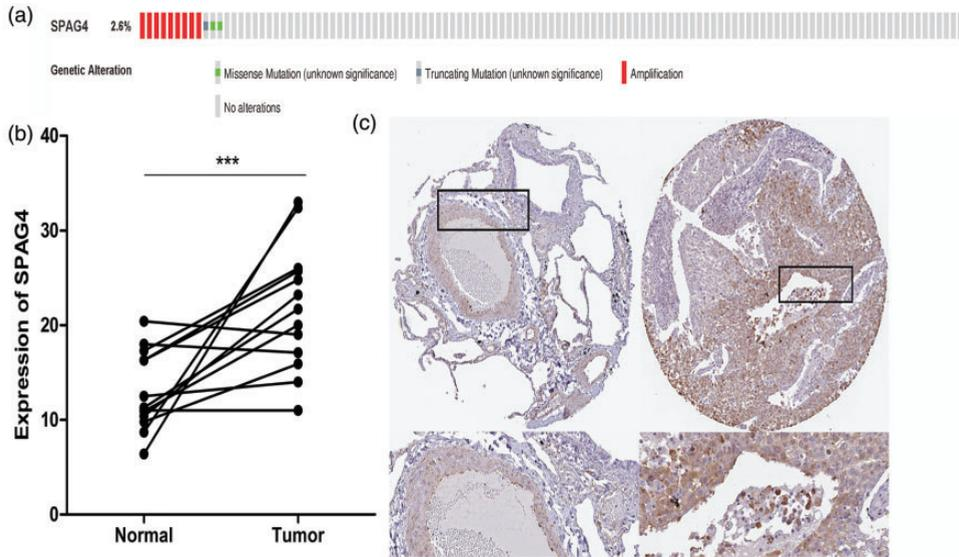 (a)
SPAG4 2.6%
Genetic Alteration
Missense Mutation (unknown significance) Truncating Mutation (unknown significance) Amplification
No alterations
(b)
40
30
20
10
0
Expression of SPAG4
***
Normal Tumor
(c)